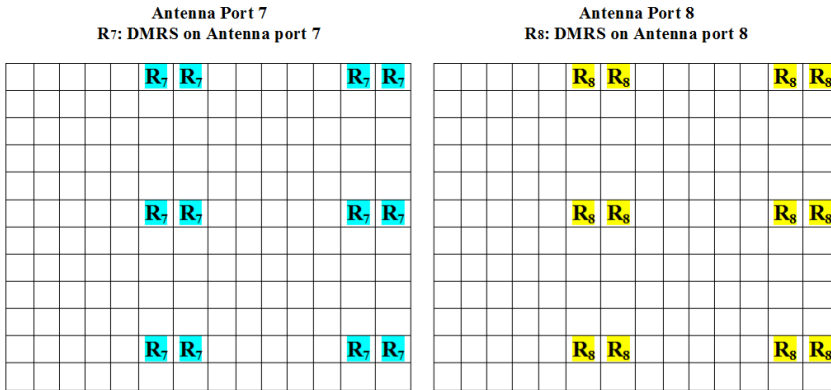 Antenna Port 7
R₇: DMRS on Antenna port 7
R₇ R₇ R₇ R₇
R₇ R₇ R₇ R₇
R₇ R₇ R₇ R₇
Antenna Port 8
R₈: DMRS on Antenna port 8
R₈ R₈ R₈ R₈
R₈ R₈ R₈ R₈
R₈ R₈ R₈ R₈